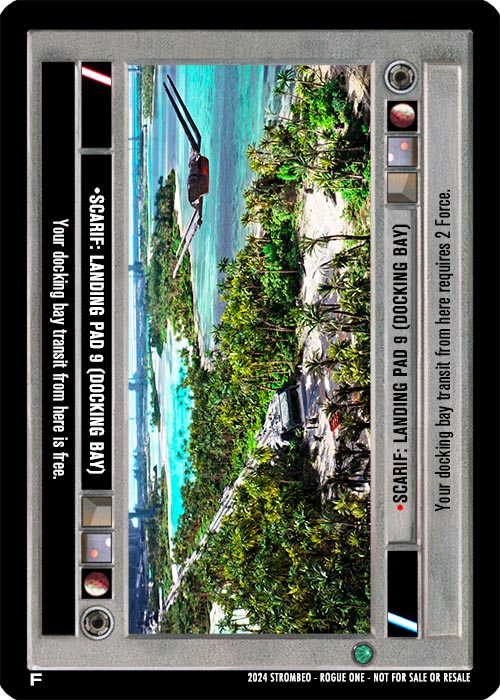 •SCARIF: LANDING PAD 9 (DOCKING BAY)
Your docking bay transit from here is free.
•SCARIF: LANDING PAD 9 (DOCKING BAY)
Your docking bay transit from here requires 2 Force.
F
2024 STROMBEO - ROGUE ONE - NOT FOR SALE OR RESALE